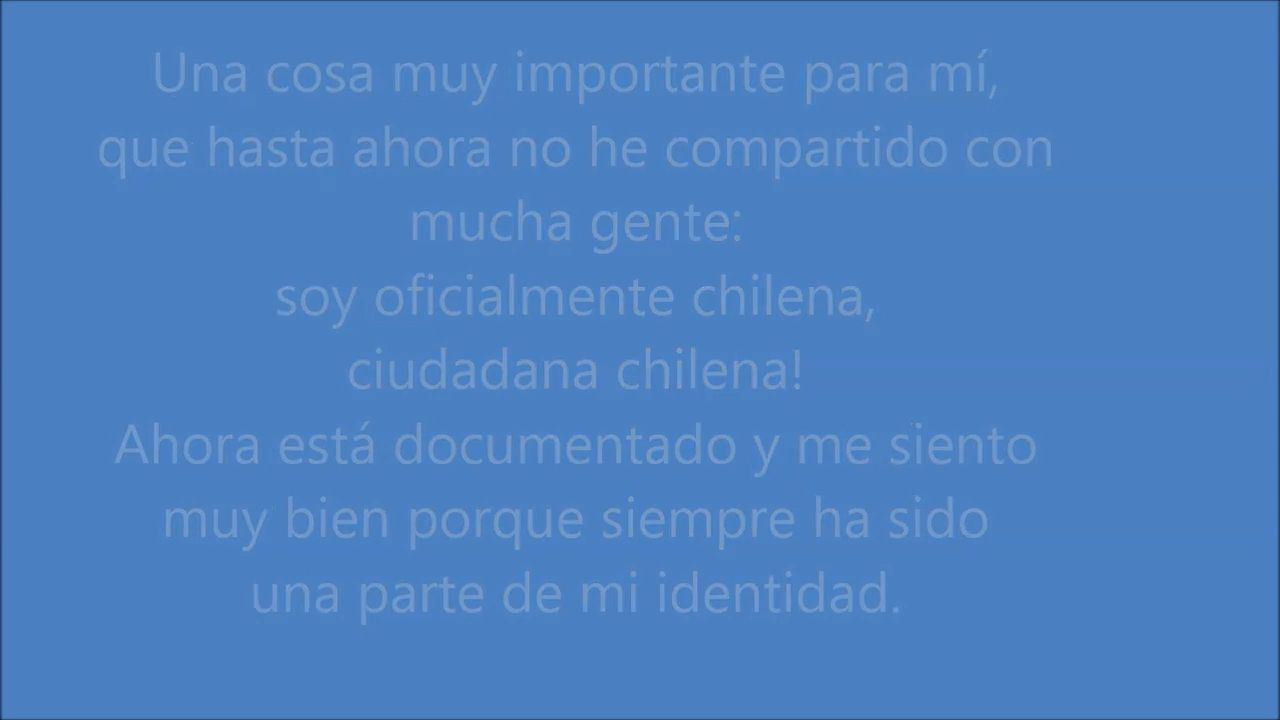 Una cosa muy importante para mí,
que hasta ahora no he compartido con
mucha gente:
soy oficialmente chilena,
ciudadana chilena!
Ahora está documentado y me siento
muy bien porque siempre ha sido
una parte de mi identidad.